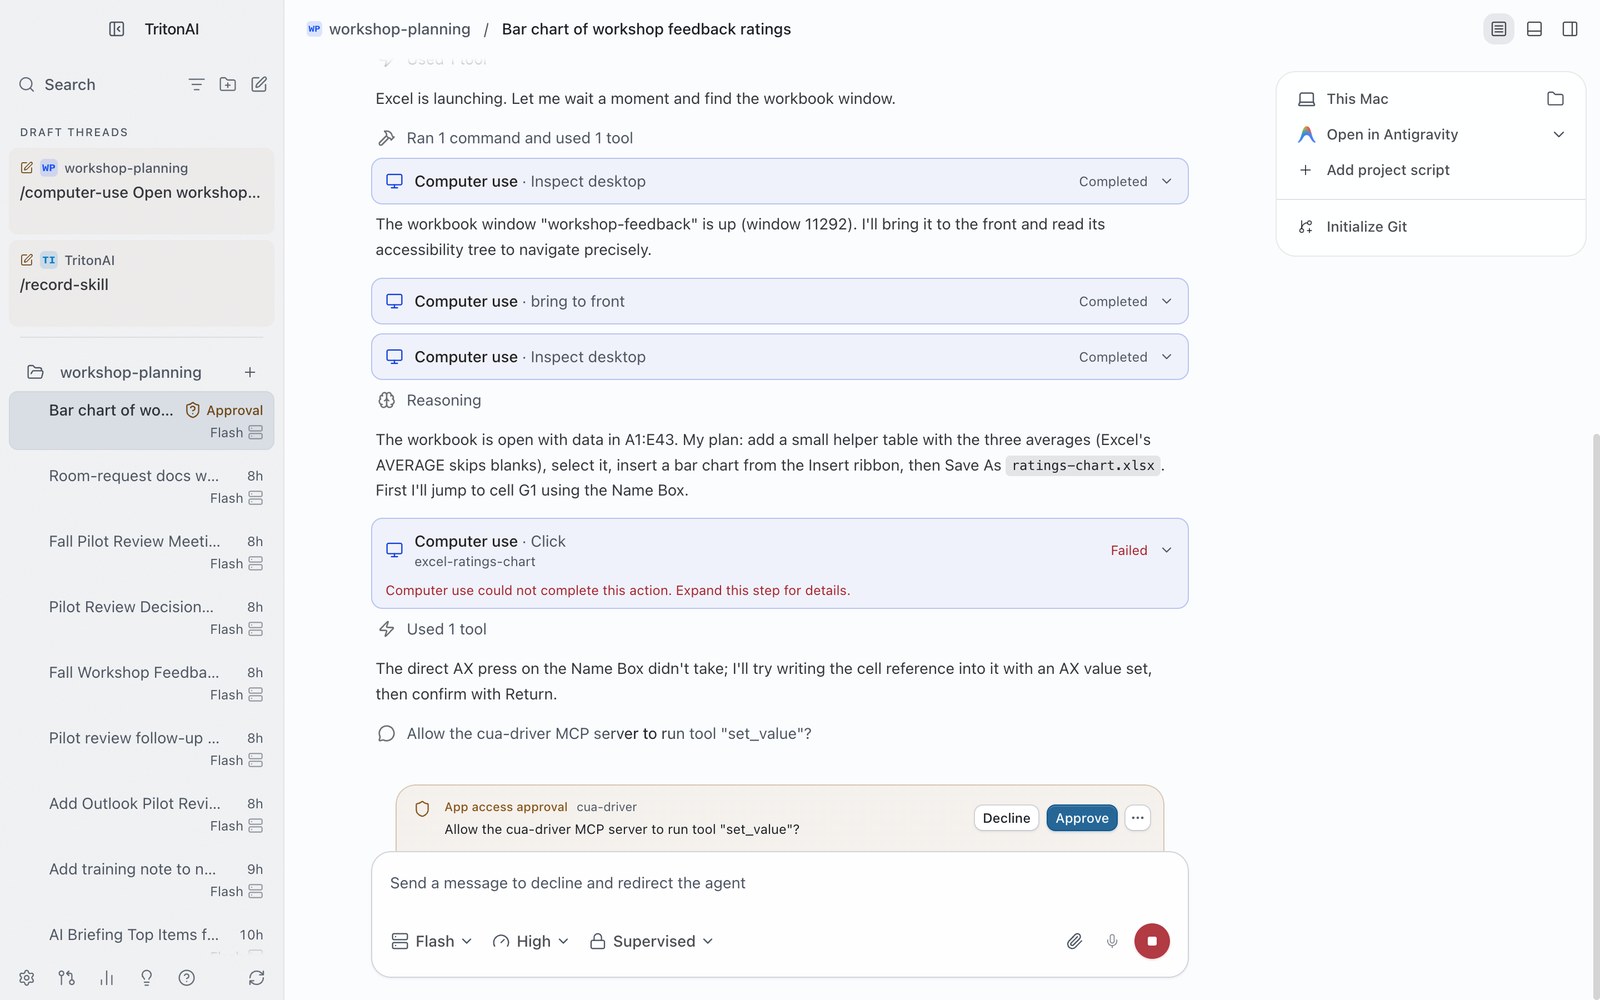 TritonAI
Search
DRAFT THREADS
WP workshop-planning
/computer-use Open workshop...
TI TritonAI
/record-skill
workshop-planning
Bar chart of wo... Approval
Flash
Room-request docs w... 8h
Flash
Fall Pilot Review Meeti... 8h
Flash
Pilot Review Decision... 8h
Flash
Fall Workshop Feedba... 8h
Flash
Pilot review follow-up ... 8h
Flash
Add Outlook Pilot Revi... 8h
Flash
Add training note to n... 9h
Flash
AI Briefing Top Items f... 10h
WP workshop-planning / Bar chart of workshop feedback ratings
Used 1 tool
Excel is launching. Let me wait a moment and find the workbook window.
Ran 1 command and used 1 tool
Computer use · Inspect desktop Completed
The workbook window "workshop-feedback" is up (window 11292). I'll bring it to the front and read its
accessibility tree to navigate precisely.
Computer use · bring to front Completed
Computer use · Inspect desktop Completed
Reasoning
The workbook is open with data in A1:E43. My plan: add a small helper table with the three averages (Excel's
AVERAGE skips blanks), select it, insert a bar chart from the Insert ribbon, then Save As ratings-chart.xlsx.
First I'll jump to cell G1 using the Name Box.
Computer use · Click
excel-ratings-chart
Failed
Computer use could not complete this action. Expand this step for details.
Used 1 tool
The direct AX press on the Name Box didn't take; I'll try writing the cell reference into it with an AX value set,
then confirm with Return.
Allow the cua-driver MCP server to run tool "set_value"?
App access approval cua-driver
Allow the cua-driver MCP server to run tool "set_value"?
Decline Approve ...
Send a message to decline and redirect the agent
Flash High Supervised
This Mac
Open in Antigravity
Add project script
Initialize Git